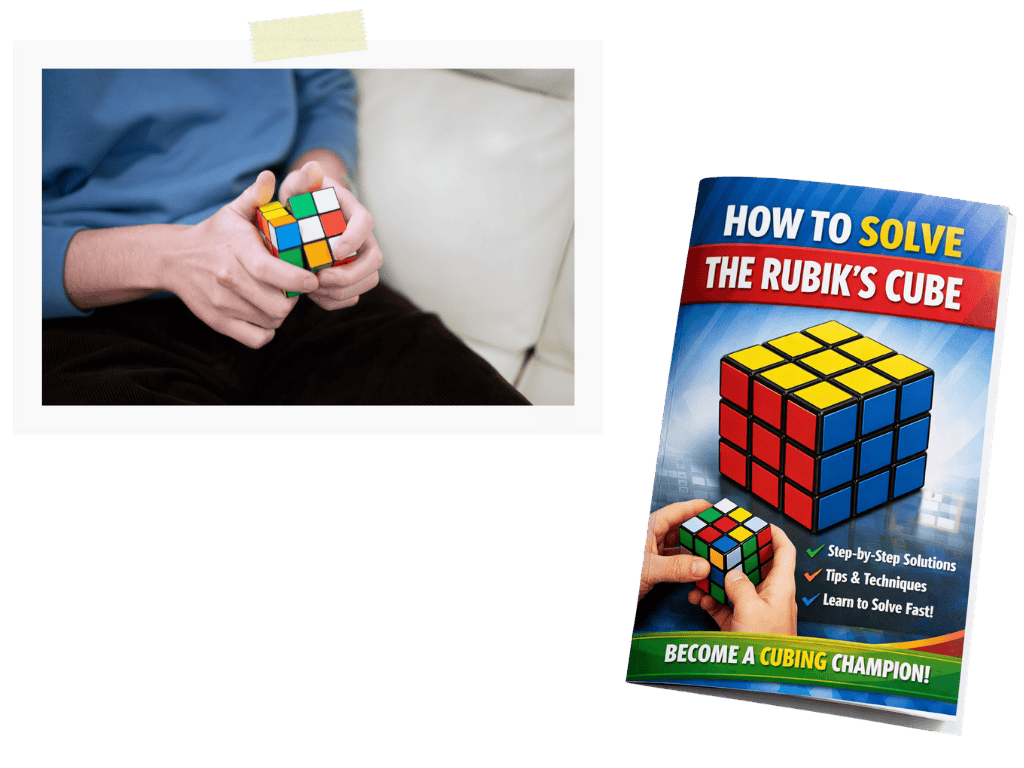 HOW TO SOLVE
THE RUBIK'S CUBE
Step-by-Step Solutions
Tips & Techniques
Learn to Solve Fast!
BECOME A CUBING CHAMPION!